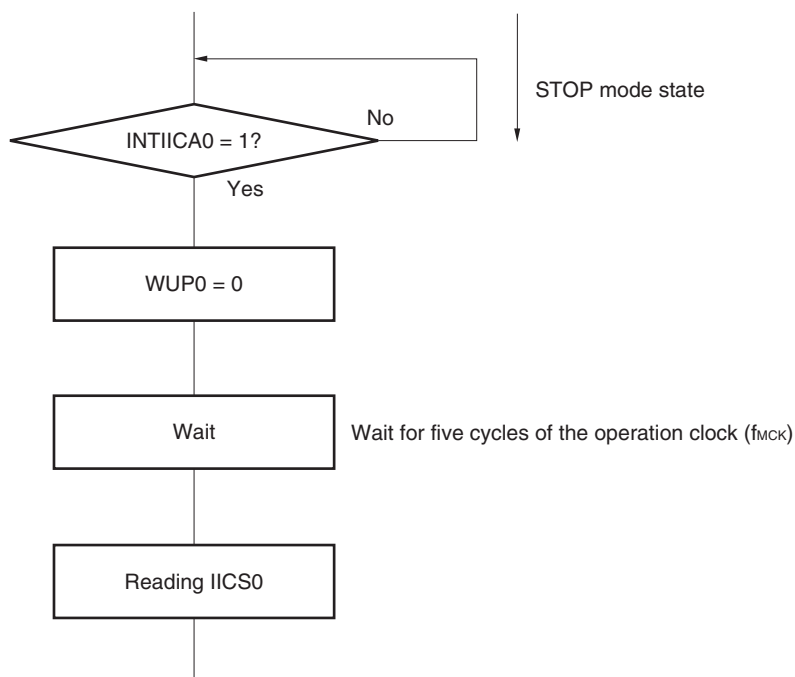 STOP mode state
No
INTIICA0 = 1?
Yes
WUP0 = 0
Wait
Wait for five cycles of the operation clock (fMCK)
Reading IICS0